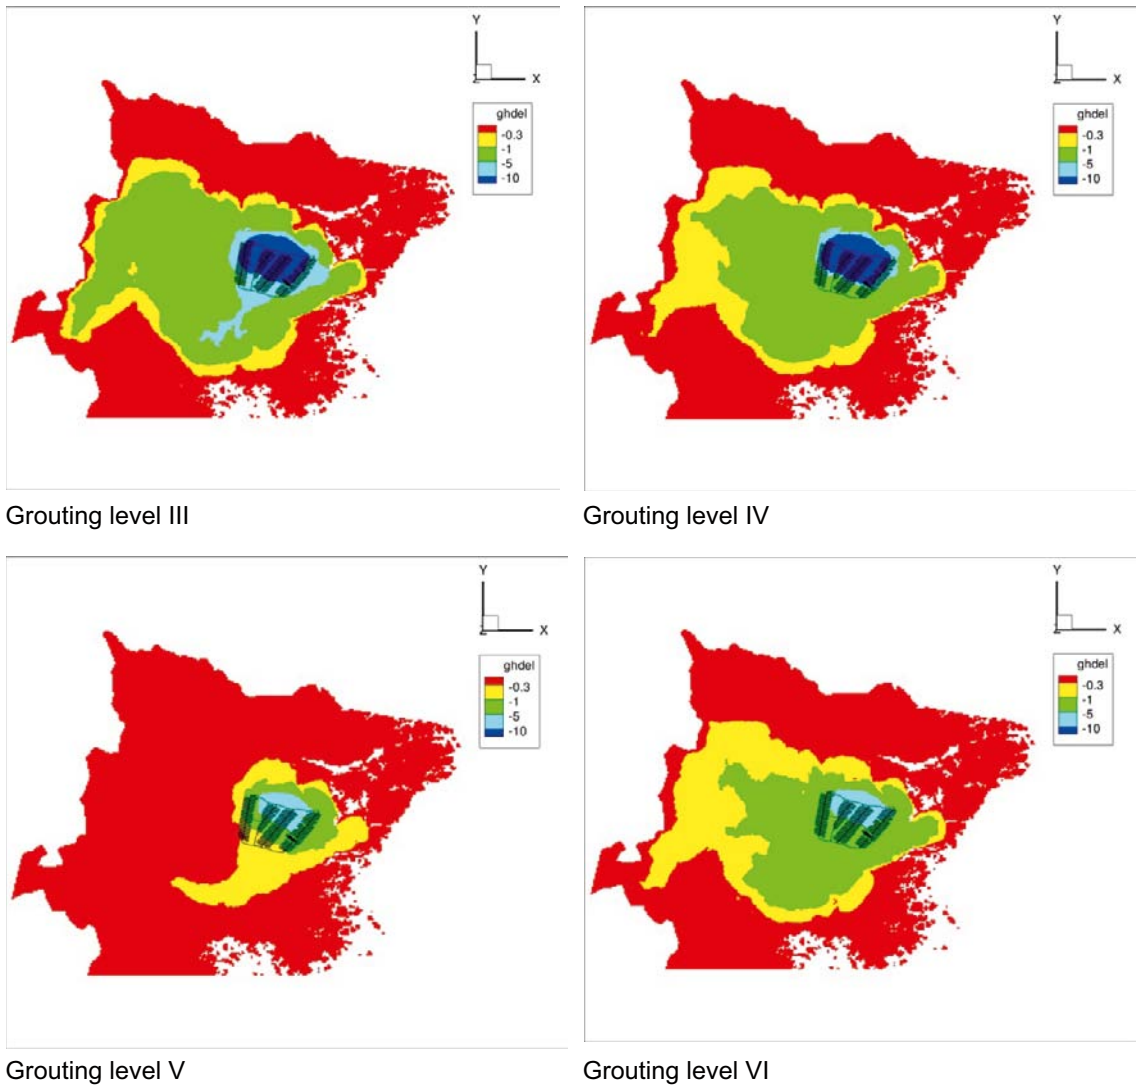 Y
Z X
ghdel
-0.3
-1
-5
-10
Grouting level III
Y
Z X
ghdel
-0.3
-1
-5
-10
Grouting level IV
Y
Z X
ghdel
-0.3
-1
-5
-10
Grouting level V
Y
Z X
ghdel
-0.3
-1
-5
-10
Grouting level VI